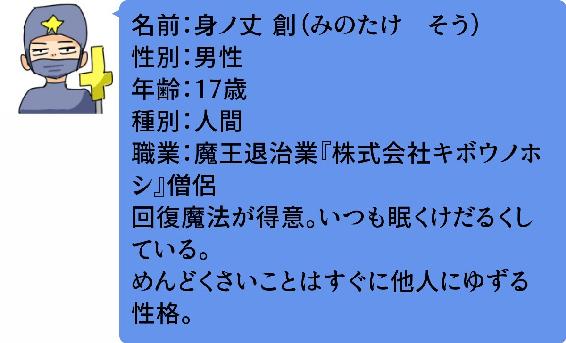 名前：身ノ丈 創（みのたけ　そう）
性別：男性
年齢：17歳
種別：人間
職業：魔王退治業『株式会社キボウノホ
シ』僧侶
回復魔法が得意。いつも眠くけだるくし
ている。
めんどくさいことはすぐに他人にゆずる
性格。